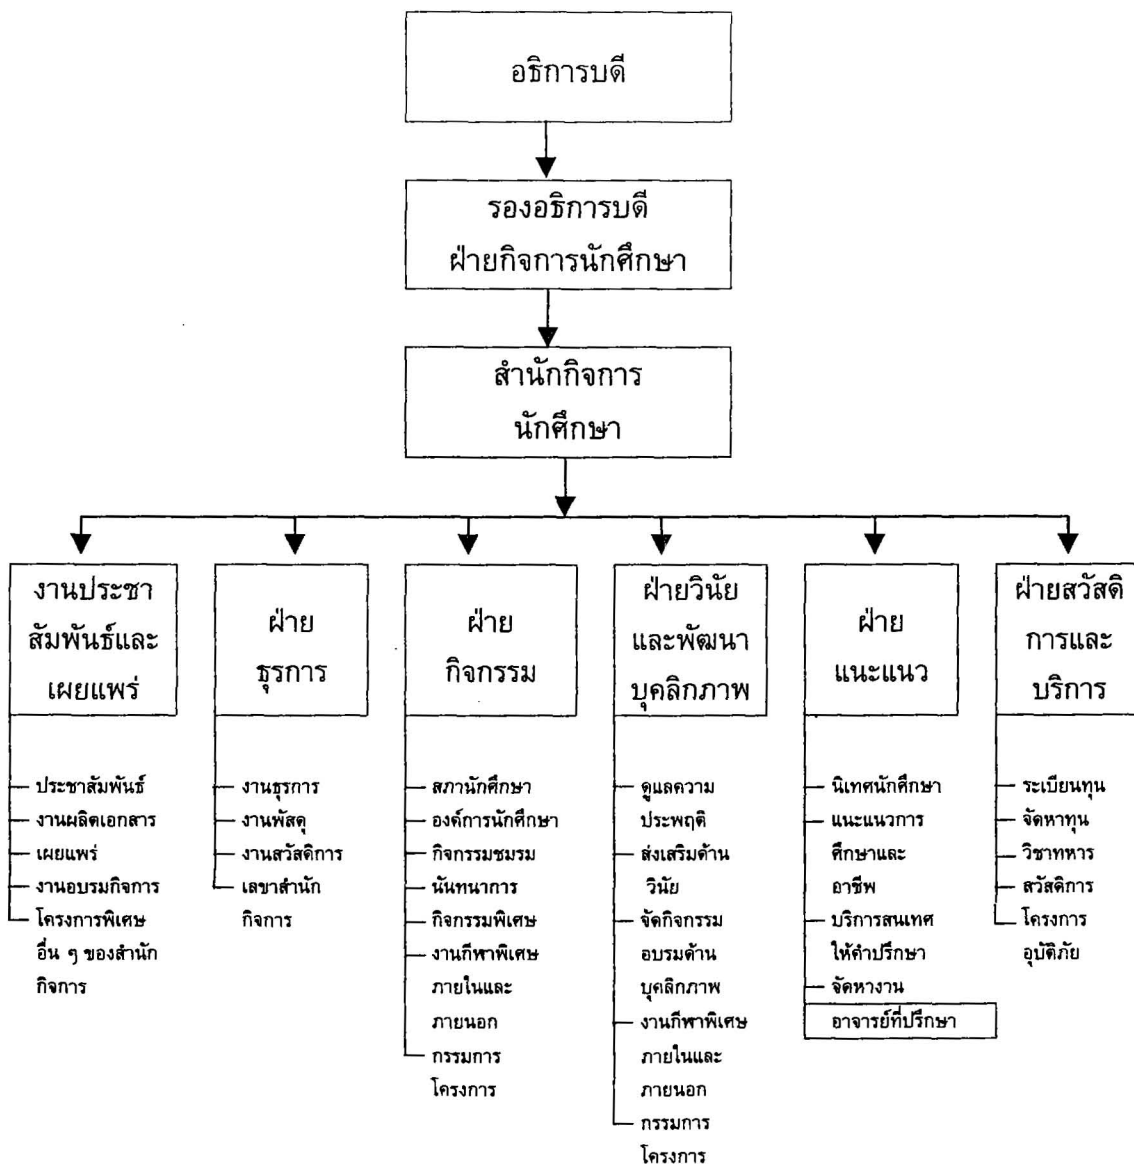 อธิการบดี
รองอธิการบดี
ฝ่ายกิจการนักศึกษา
สำนักกิจการ
นักศึกษา
งานประชา
สัมพันธ์และ
เผยแพร่
ประชาสัมพันธ์
งานผลิตเอกสาร
เผยแพร่
งานอบรมกิจการ
โครงการพิเศษ
อื่น ๆ ของสำนัก
กิจการ
ฝ่าย
ธุรการ
งานธุรการ
งานพัสดุ
งานสวัสดิการ
เลขาสำนัก
กิจการ
ฝ่าย
กิจกรรม
สภานักศึกษา
องค์การนักศึกษา
กิจกรรมชมรม
นันทนาการ
กิจกรรมพิเศษ
งานกีฬาพิเศษ
ภายในและ
ภายนอก
กรรมการ
โครงการ
ฝ่ายวินัย
และพัฒนา
บุคลิกภาพ
ดูแลความ
ประพฤติ
ส่งเสริมด้าน
วินัย
จัดกิจกรรม
อบรมด้าน
บุคลิกภาพ
งานกีฬาพิเศษ
ภายในและ
ภายนอก
กรรมการ
โครงการ
ฝ่าย
แนะแนว
นิเทศนักศึกษา
แนะแนวการ
ศึกษาและ
อาชีพ
บริการสนเทศ
ให้คำปรึกษา
จัดหางาน
อาจารย์ที่ปรึกษา
ฝ่ายสวัสดิ
การและ
บริการ
ระเบียนทุน
จัดหาทุน
วิชาทหาร
สวัสดิการ
โครงการ
อุบัติภัย